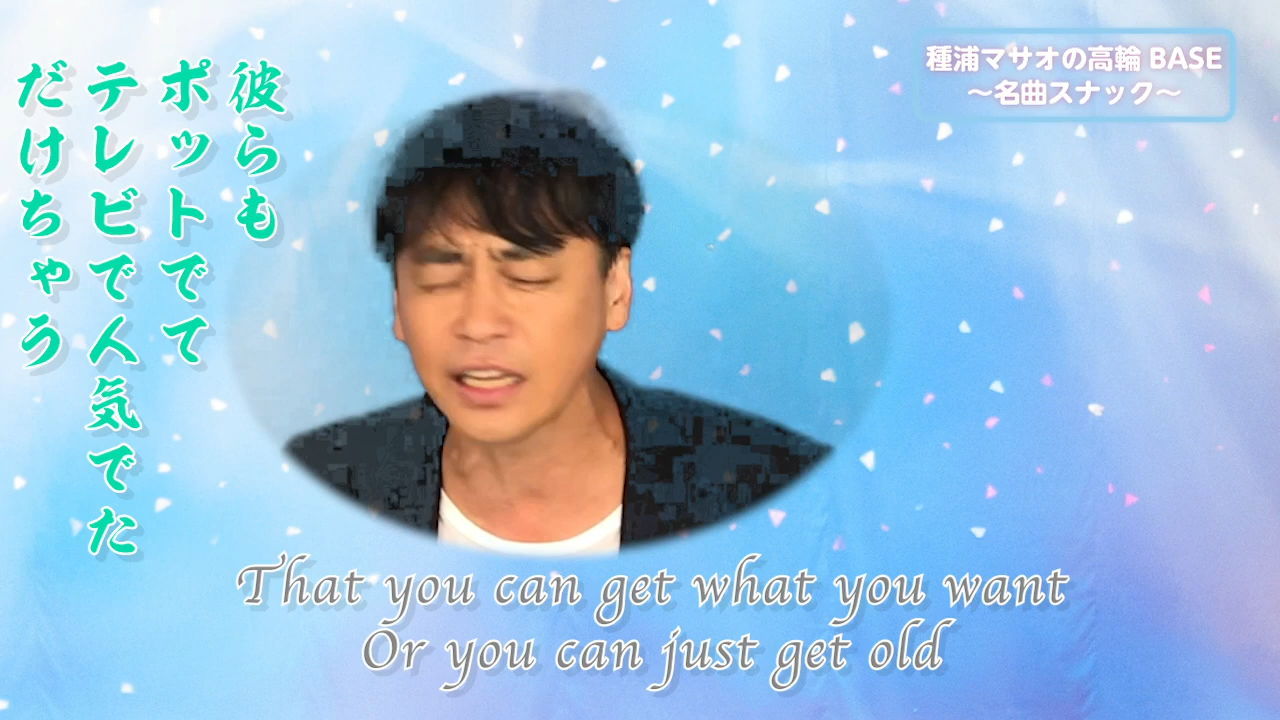 種浦マサオの高輪 BASE
～名曲スナック～
彼らも
ポットでて
テレビで人気でた
だけちゃう
That you can get what you want
Or you can just get old